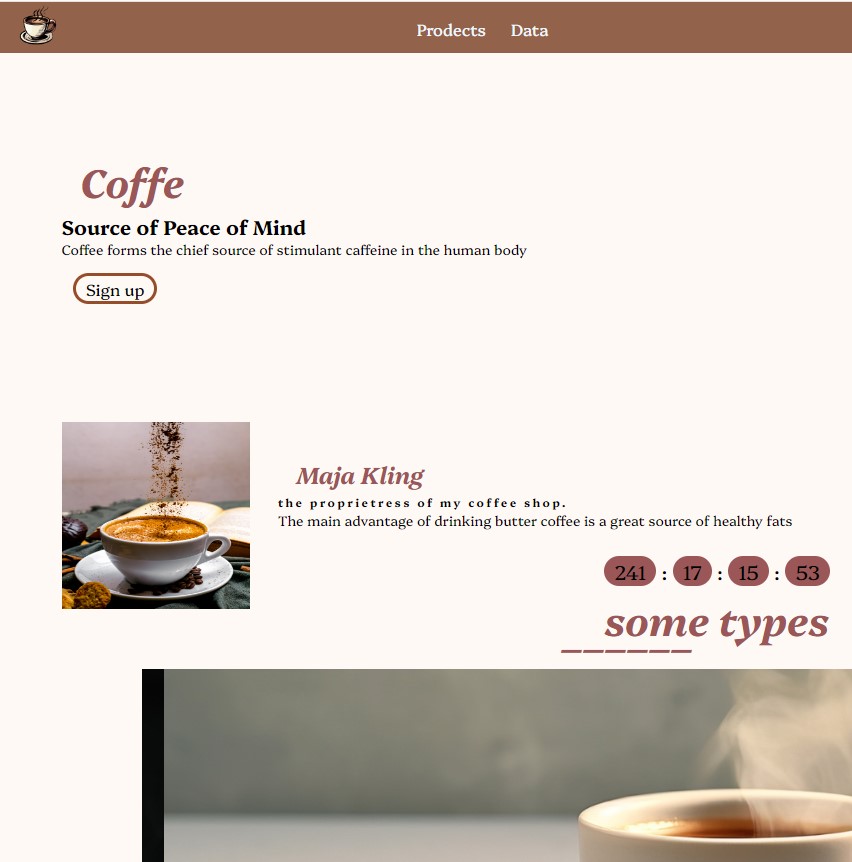 Prodects Data
Coffe
Source of Peace of Mind
Coffee forms the chief source of stimulant caffeine in the human body
Sign up
Maja Kling
the proprietress of my coffee shop.
The main advantage of drinking butter coffee is a great source of healthy fats
241 : 17 : 15 : 53
some types
______